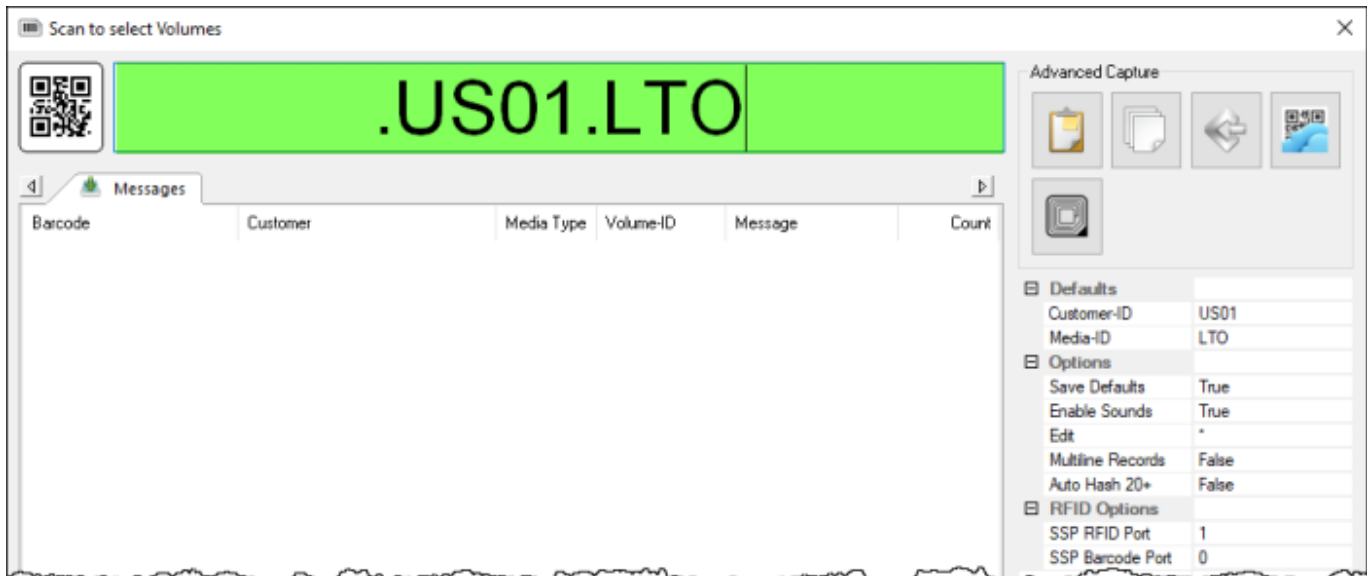 Scan to select Volumes
.US01.LTO
Advanced Capture
Messages
Barcode Customer Media Type Volume-ID Message Count
Defaults
Customer-ID US01
Media-ID LTO
Options
Save Defaults True
Enable Sounds True
Edit *
Multiline Records False
Auto Hash 20+ False
RFID Options
SSP RFID Port 1
SSP Barcode Port 0